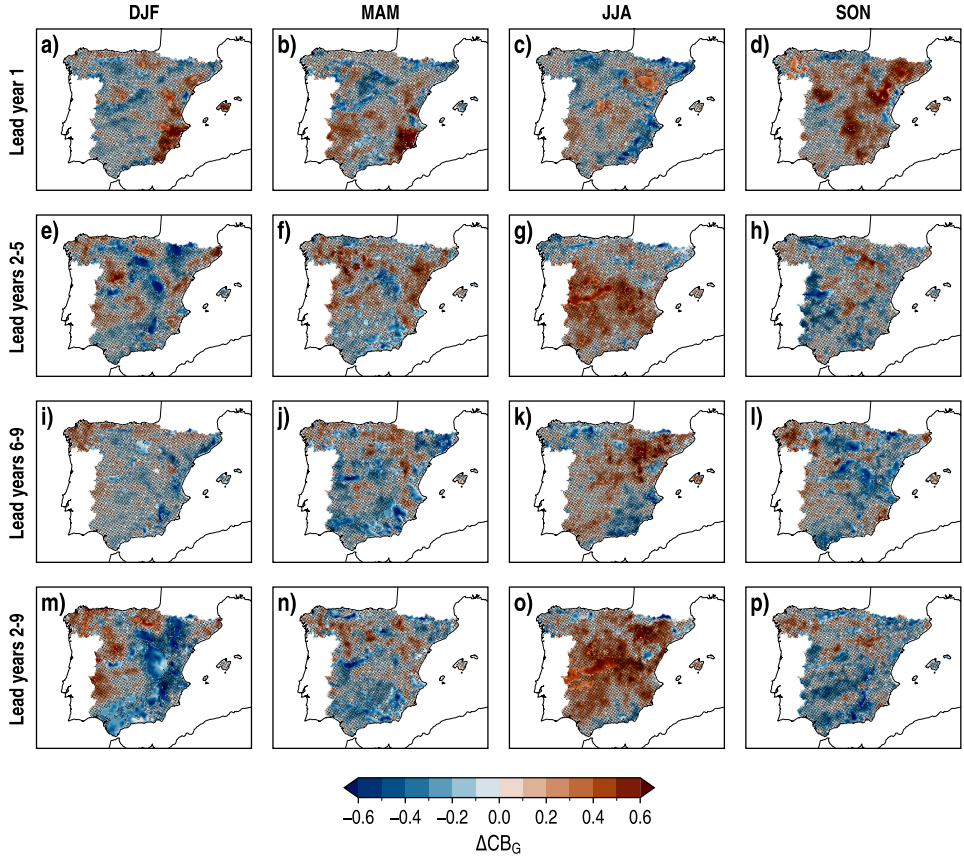 DJF MAM JJA SON
Lead year 1
a) b) c) d)
Lead years 2-5
e) f) g) h)
Lead years 6-9
i) j) k) l)
Lead years 2-9
m) n) o) p)
−0.6 −0.4 −0.2 0.0 0.2 0.4 0.6
ΔCB_G